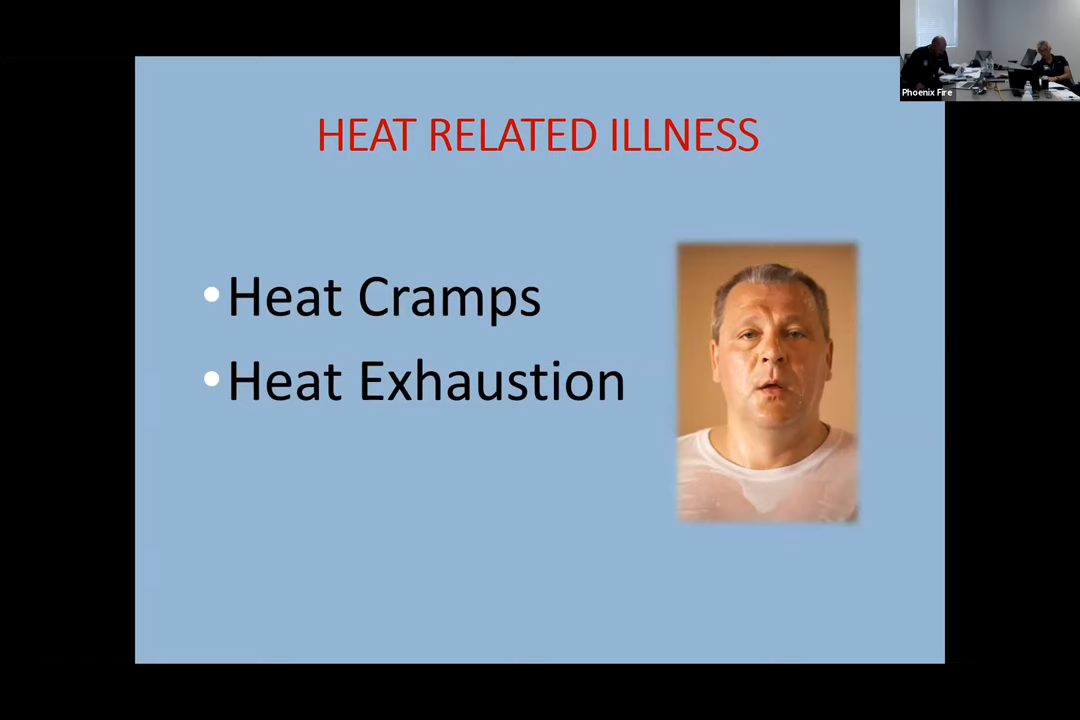 HEAT RELATED ILLNESS
•Heat Cramps
•Heat Exhaustion
Phoenix Fire